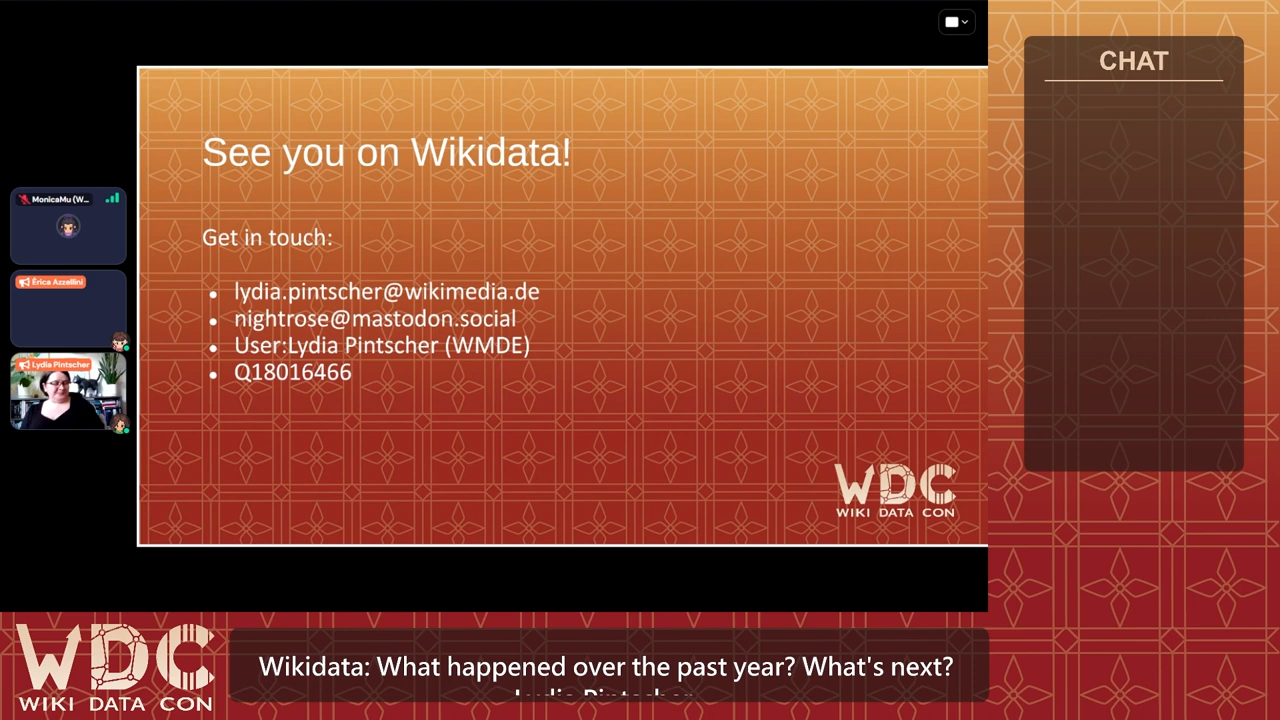 CHAT
See you on Wikidata!
MonicaMu (W...
Get in touch:
Érica Azzellini
lydia.pintscher@wikimedia.de
nightrose@mastodon.social
User:Lydia Pintscher (WMDE)
Lydia Pintscher
Q18016466
WDC
WIKI DATA CON
WDC
WIKI DATA CON
Wikidata: What happened over the past year? What's next?
Lydia Pintscher